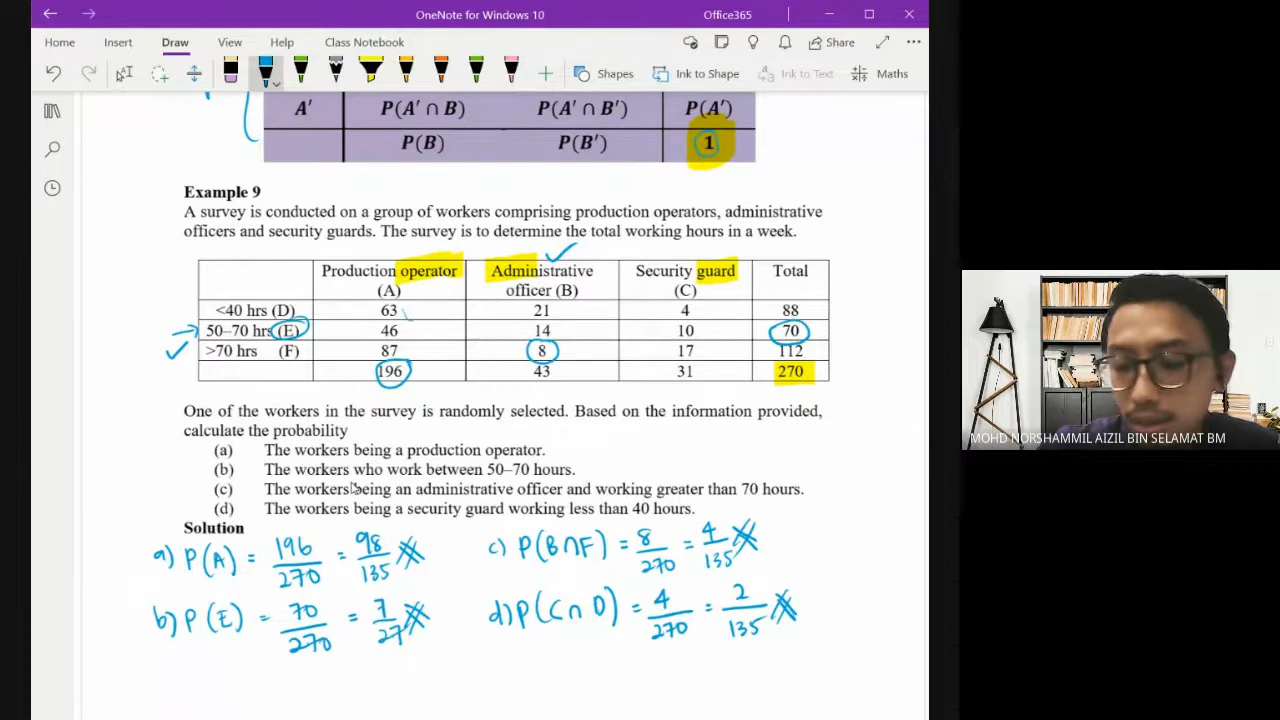 OneNote for Windows 10
Office365
Home Insert Draw View Help Class Notebook
Share
Shapes
Ink to Shape
Ink to Text
Maths
A′ P(A′ ∩ B) P(A′ ∩ B′) P(A′)
P(B) P(B′) 1
Example 9
A survey is conducted on a group of workers comprising production operators, administrative
officers and security guards. The survey is to determine the total working hours in a week.
Production operator (A) Administrative officer (B) Security guard (C) Total
<40 hrs (D) 63 21 4 88
50–70 hrs (E) 46 14 10 70
>70 hrs (F) 87 8 17 112
196 43 31 270
One of the workers in the survey is randomly selected. Based on the information provided,
calculate the probability
(a) The workers being a production operator.
(b) The workers who work between 50–70 hours.
(c) The workers being an administrative officer and working greater than 70 hours.
(d) The workers being a security guard working less than 40 hours.
Solution
a) P(A) = 196/270 = 98/135
b) P(E) = 70/270 = 7/27
c) P(B∩F) = 8/270 = 4/135
d) P(C∩D) = 4/270 = 2/135
MOHD NORSHAMMIL AIZIL BIN SELAMAT BM